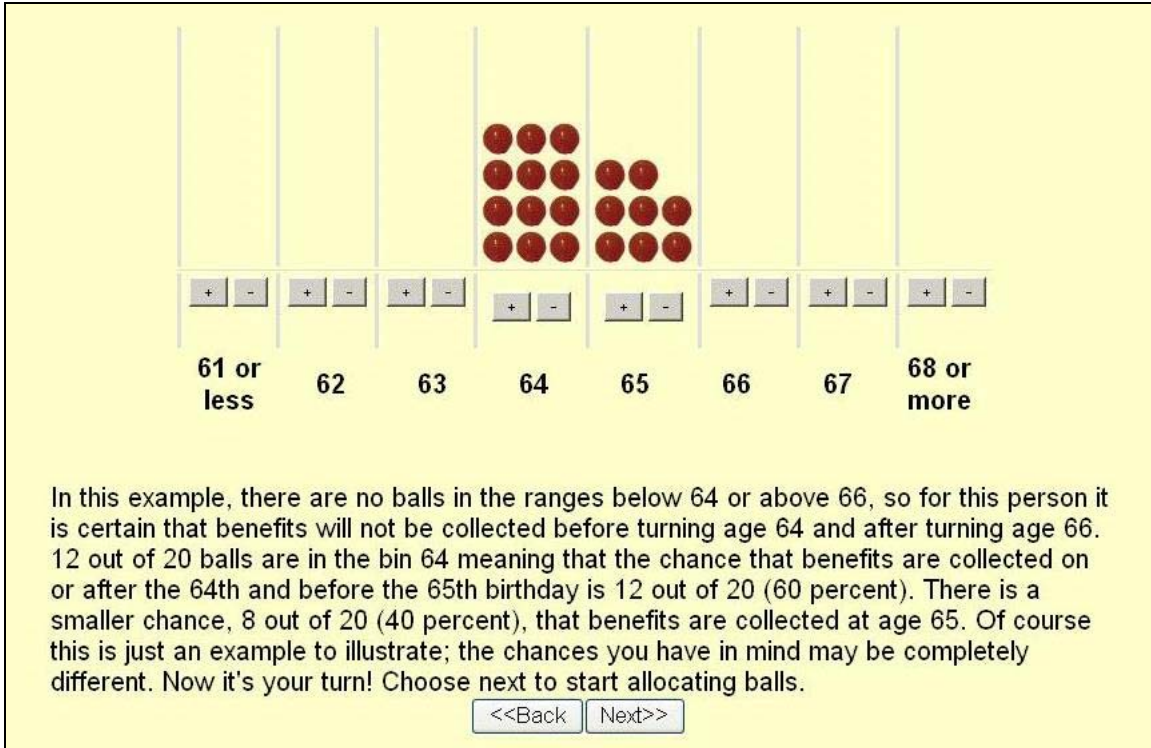 + - + - + - + - + - + - + - + -
61 or less 62 63 64 65 66 67 68 or more
In this example, there are no balls in the ranges below 64 or above 66, so for this person it
is certain that benefits will not be collected before turning age 64 and after turning age 66.
12 out of 20 balls are in the bin 64 meaning that the chance that benefits are collected on
or after the 64th and before the 65th birthday is 12 out of 20 (60 percent). There is a
smaller chance, 8 out of 20 (40 percent), that benefits are collected at age 65. Of course
this is just an example to illustrate; the chances you have in mind may be completely
different. Now it's your turn! Choose next to start allocating balls.
<<Back Next>>